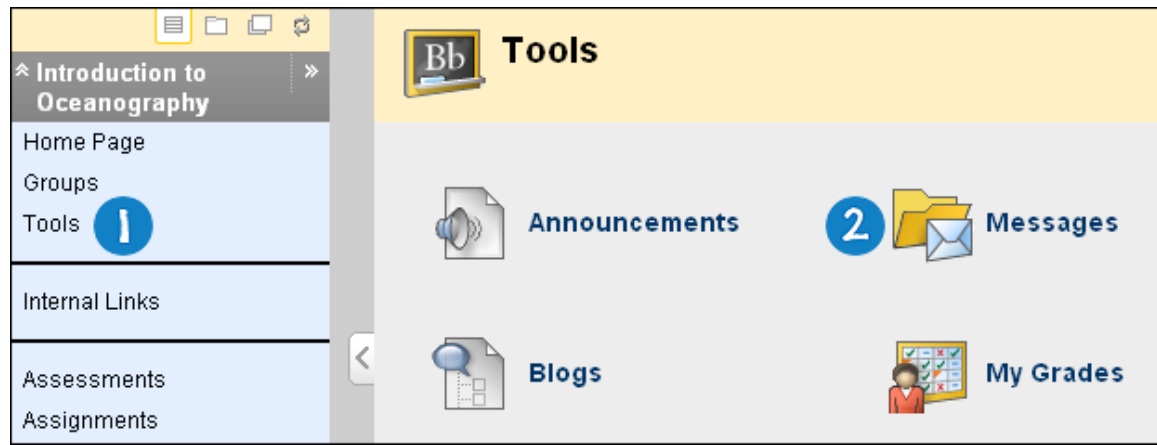 Introduction to
Oceanography
Home Page
Groups
Tools 1
Internal Links
Assessments
Assignments
Bb Tools
Announcements
2 Messages
Blogs
My Grades